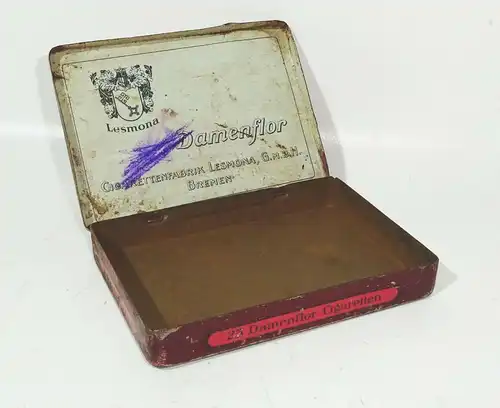 Lesmona
Damenflor
CIGARETTENFABRIK LESMONA, G.M.B.H.
BREMEN
25 Damenflor Cigaretten